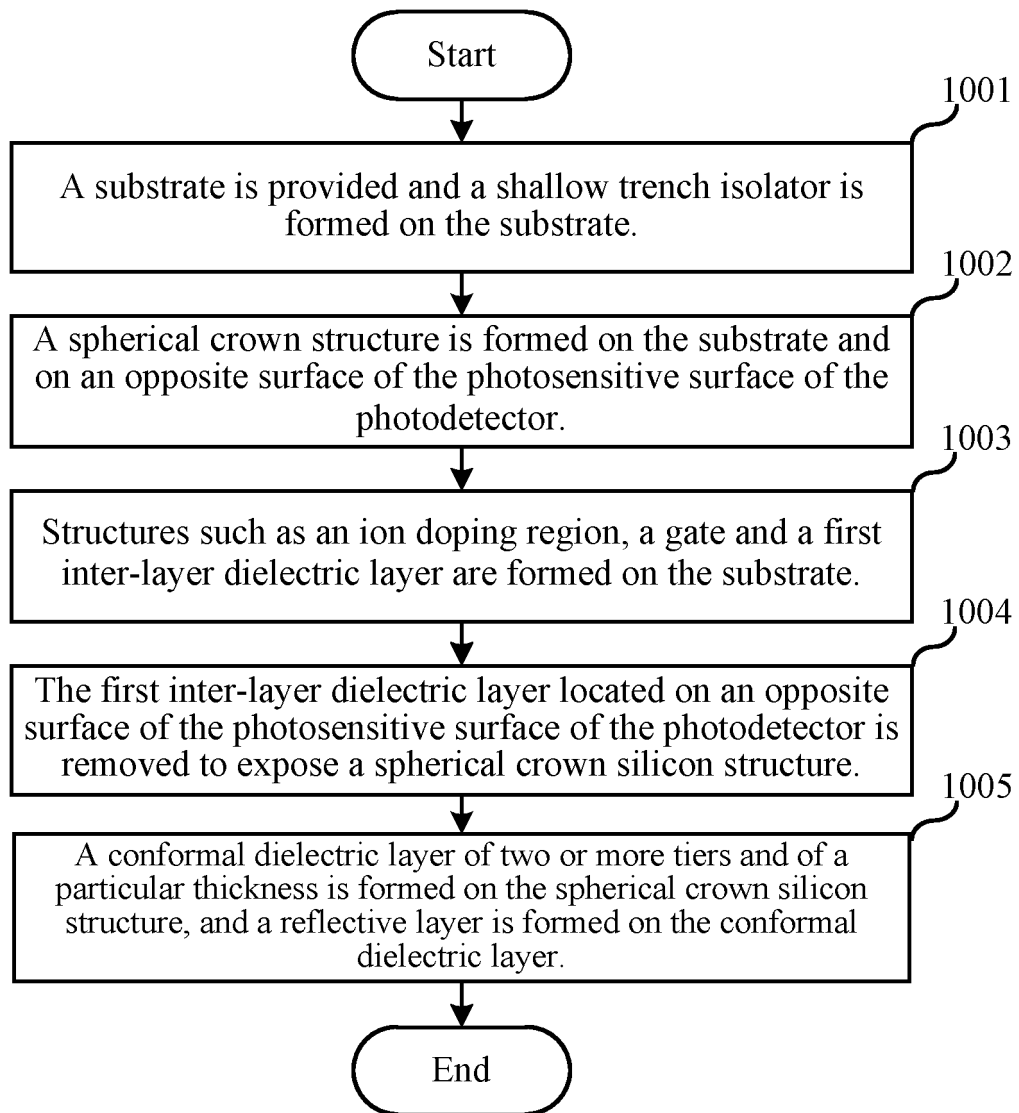 Start
1001
A substrate is provided and a shallow trench isolator is
formed on the substrate.
1002
A spherical crown structure is formed on the substrate and
on an opposite surface of the photosensitive surface of the
photodetector.
1003
Structures such as an ion doping region, a gate and a first
inter-layer dielectric layer are formed on the substrate.
1004
The first inter-layer dielectric layer located on an opposite
surface of the photosensitive surface of the photodetector is
removed to expose a spherical crown silicon structure.
1005
A conformal dielectric layer of two or more tiers and of a
particular thickness is formed on the spherical crown silicon
structure, and a reflective layer is formed on the conformal
dielectric layer.
End